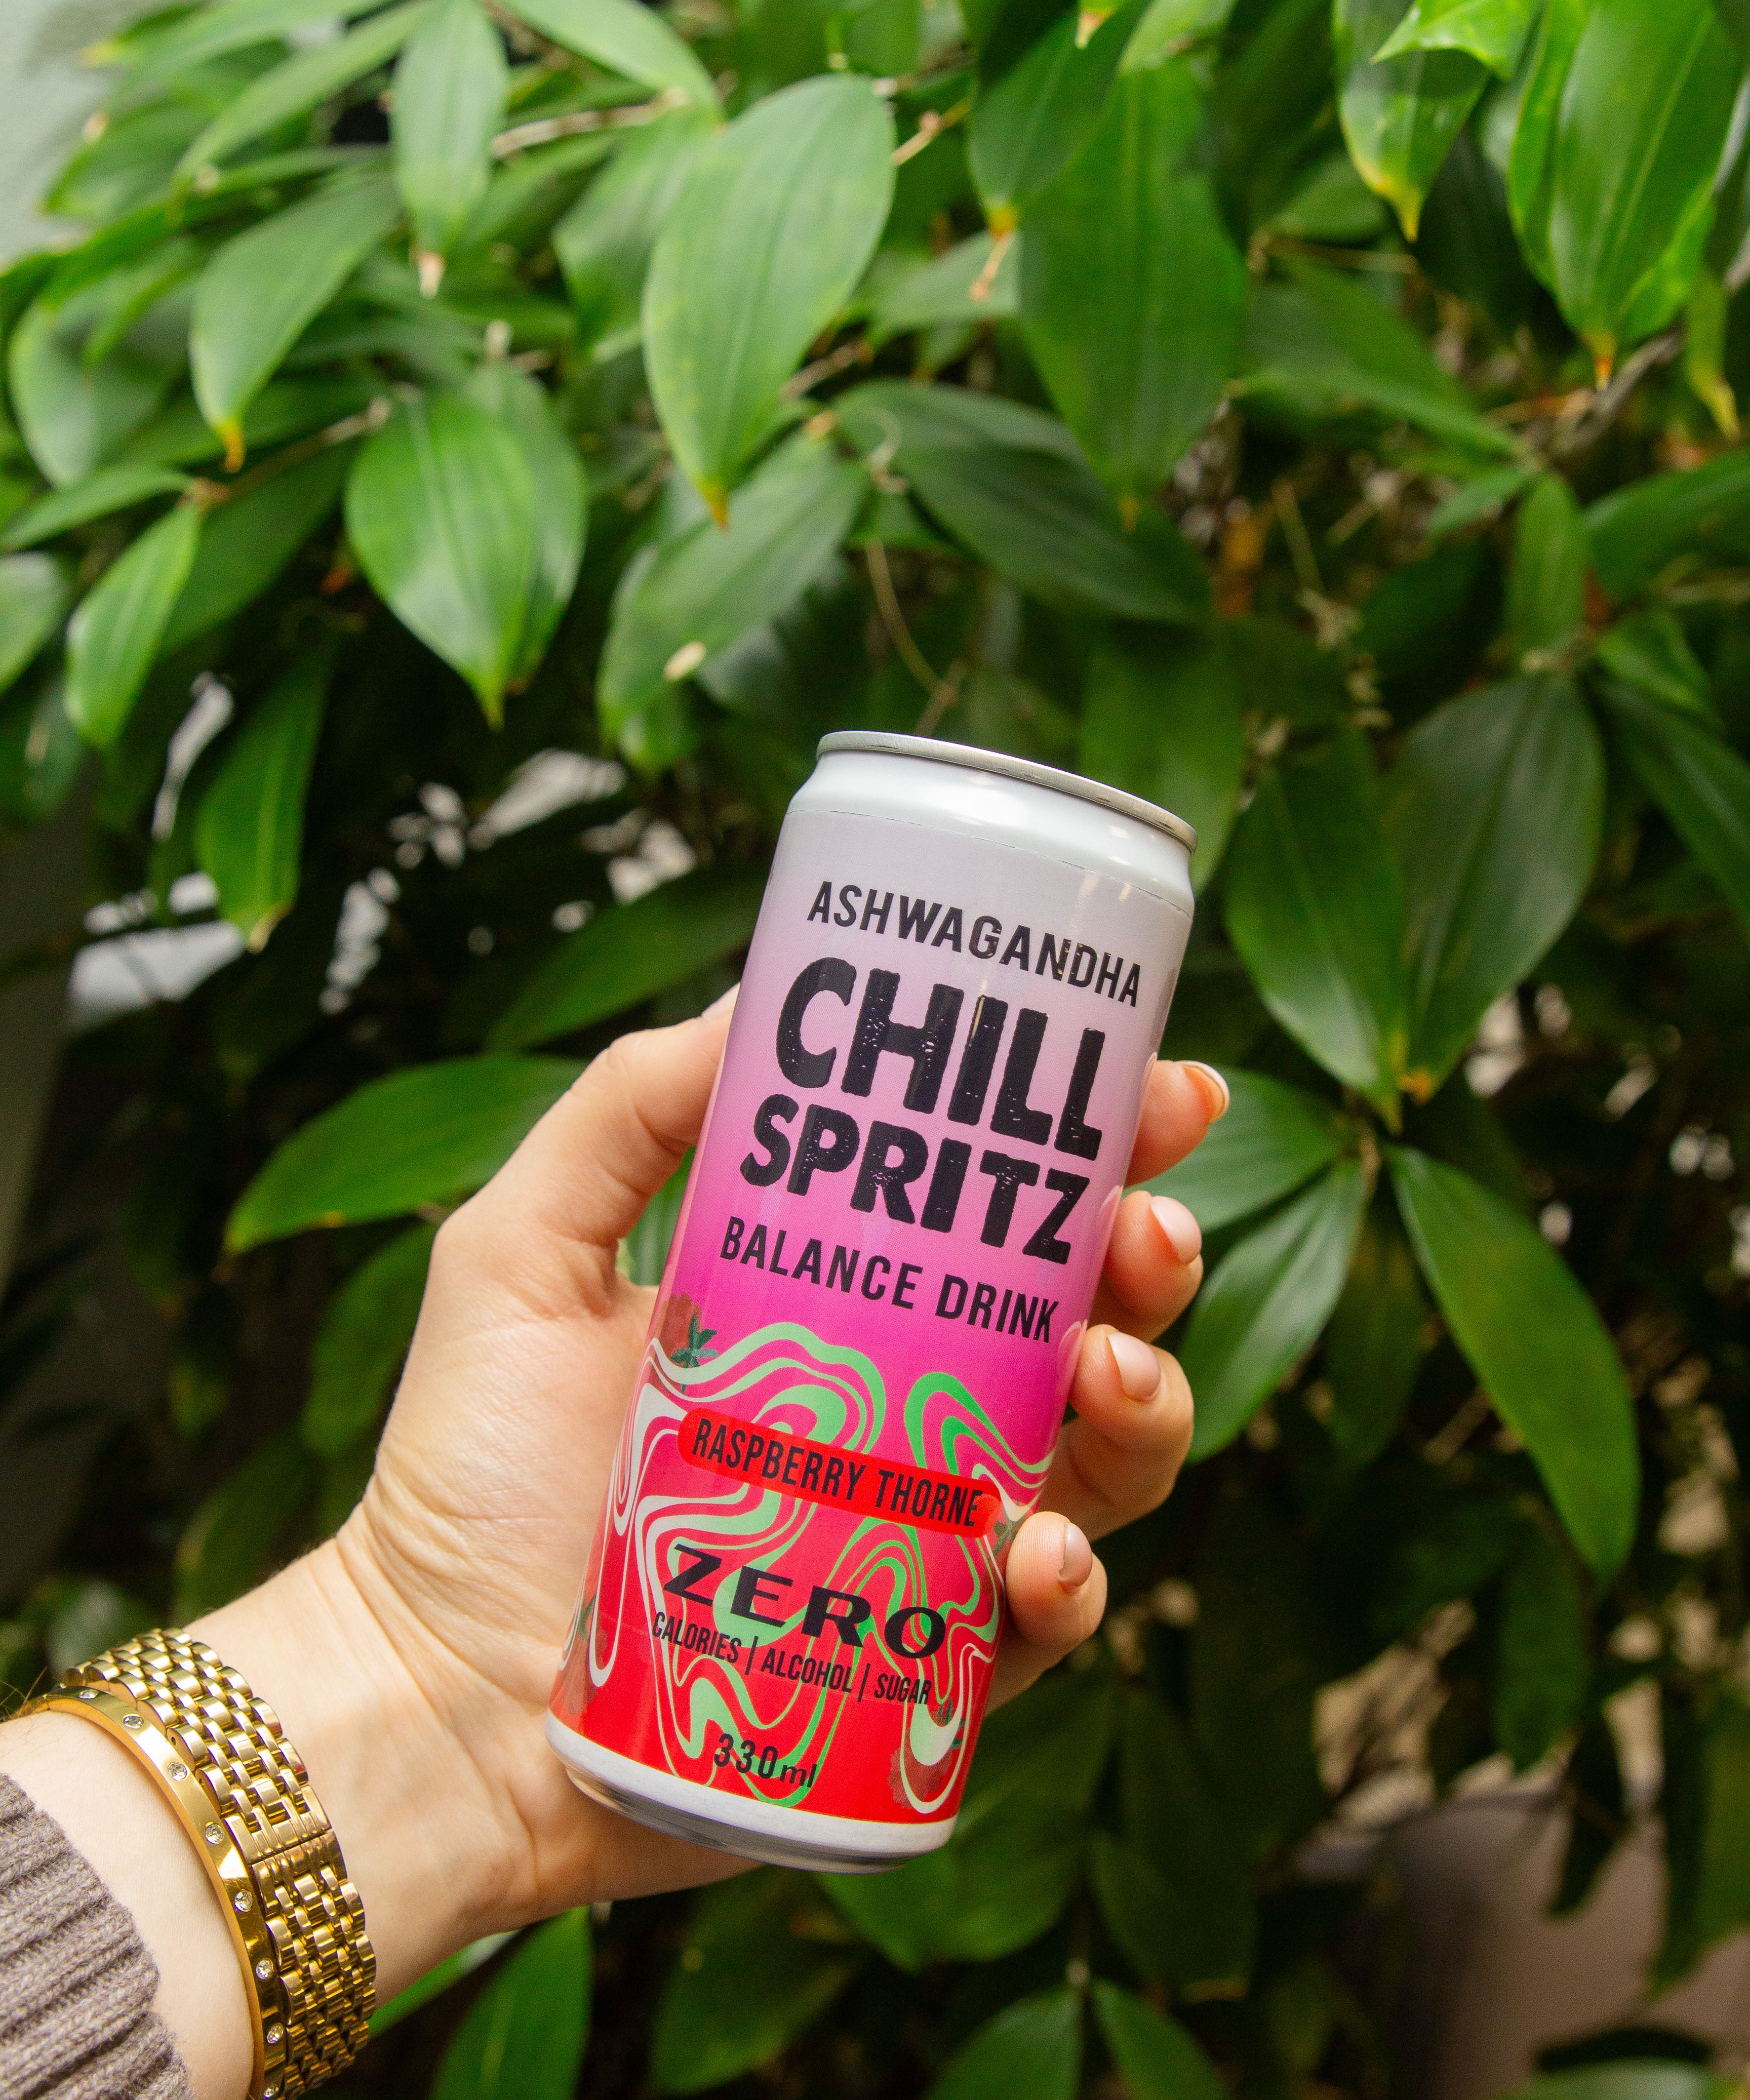 ASHWAGANDHA
CHILL
SPRITZ
BALANCE DRINK
RASPBERRY THORNE
ZERO
CALORIES | ALCOHOL | SUGAR
330ml